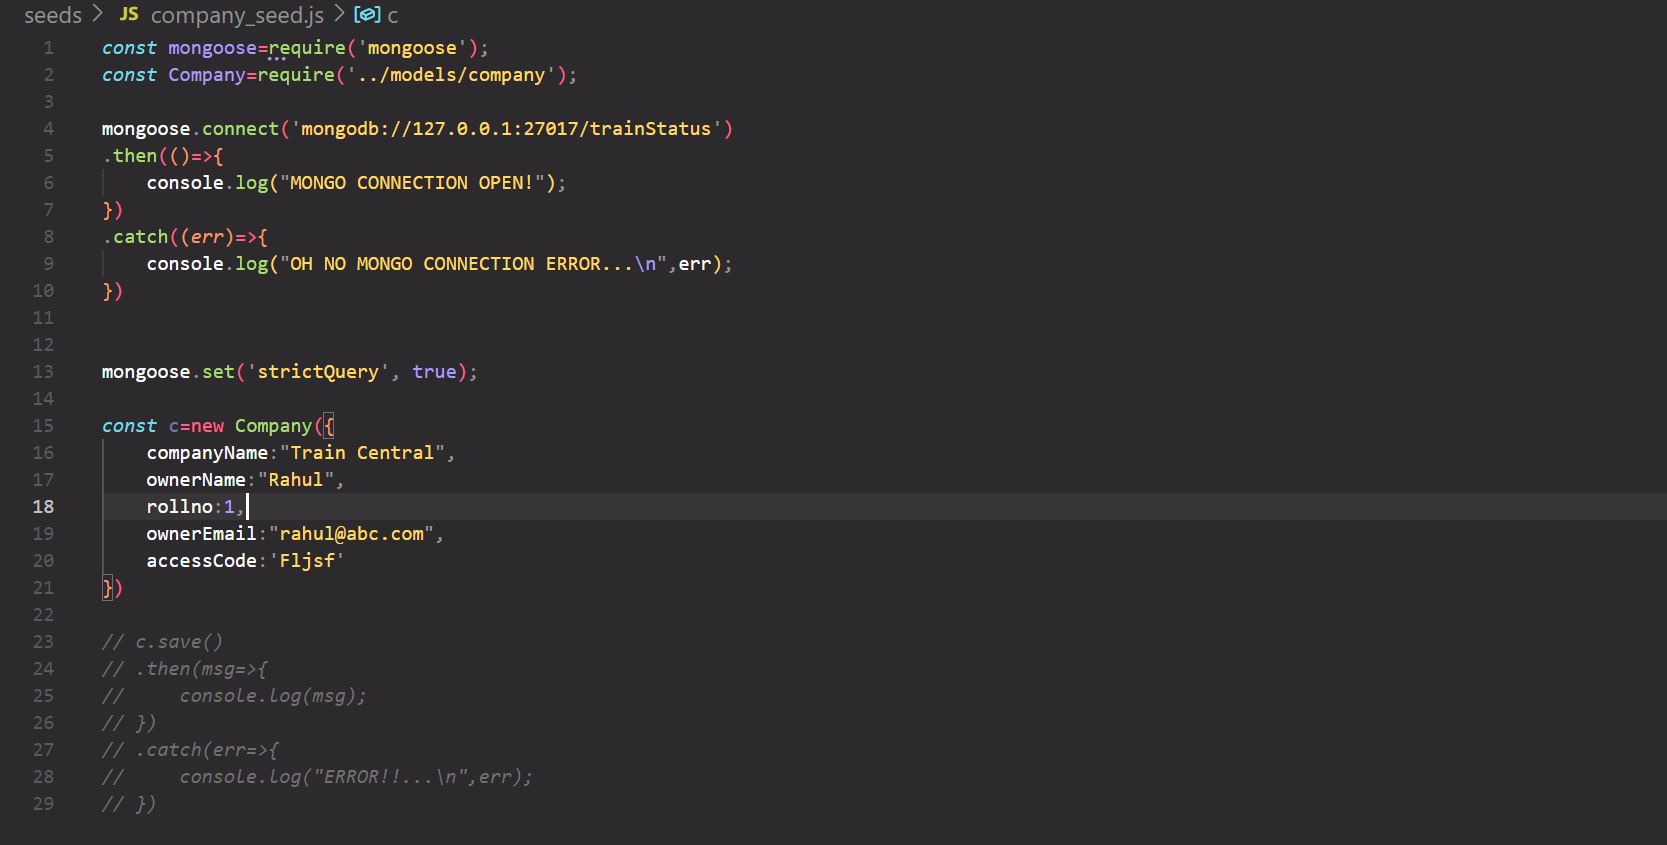 seeds > JS company_seed.js > c
1 const mongoose=require('mongoose');
2 const Company=require('../models/company');
3
4 mongoose.connect('mongodb://127.0.0.1:27017/trainStatus')
5 .then(()=>{
6     console.log("MONGO CONNECTION OPEN!");
7 })
8 .catch((err)=>{
9     console.log("OH NO MONGO CONNECTION ERROR...\n",err);
10 })
11
12
13 mongoose.set('strictQuery', true);
14
15 const c=new Company({
16     companyName:"Train Central",
17     ownerName:"Rahul",
18     rollno:1,
19     ownerEmail:"rahul@abc.com",
20     accessCode:'Fljsf'
21 })
22
23 // c.save()
24 // .then(msg=>{
25 //     console.log(msg);
26 // })
27 // .catch(err=>{
28 //     console.log("ERROR!!...\n",err);
29 // })